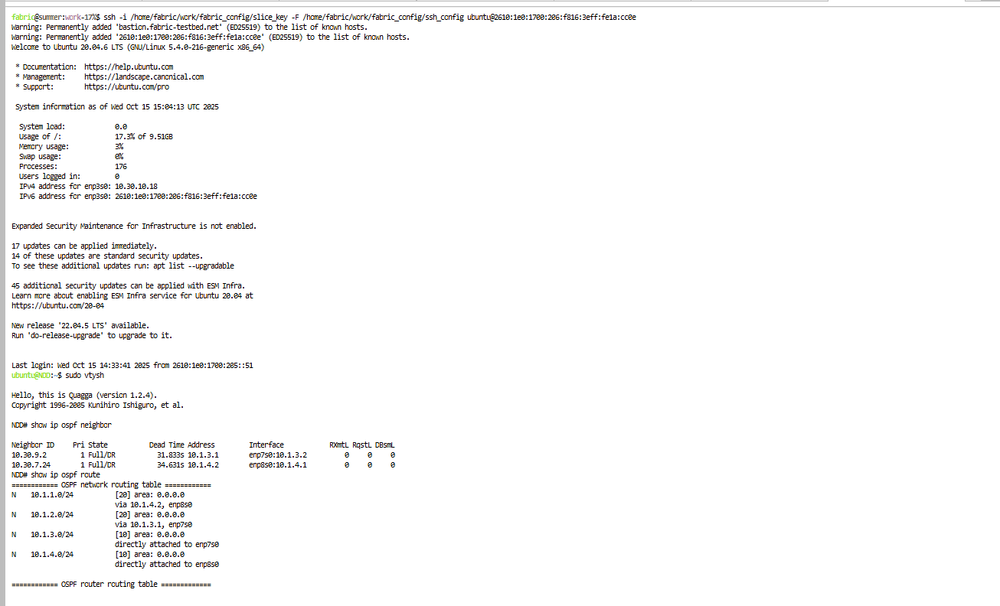 fabric@summer:work-17%$ ssh -i /home/fabric/work/fabric_config/slice_key -F /home/fabric/work/fabric_config/ssh_config ubuntu@2610:1e0:1700:206:f816:3eff:fe1a:cc0e
Warning: Permanently added 'bastion.fabric-testbed.net' (ED25519) to the list of known hosts.
Warning: Permanently added '2610:1e0:1700:206:f816:3eff:fe1a:cc0e' (ED25519) to the list of known hosts.
Welcome to Ubuntu 20.04.6 LTS (GNU/Linux 5.4.0-216-generic x86_64)
* Documentation:  https://help.ubuntu.com
* Management:     https://landscape.canonical.com
* Support:        https://ubuntu.com/pro
System information as of Wed Oct 15 15:04:13 UTC 2025
System load:             0.0
Usage of /:              17.3% of 9.51GB
Memory usage:            3%
Swap usage:              0%
Processes:               176
Users logged in:         0
IPv4 address for enp3s0: 10.30.10.18
IPv6 address for enp3s0: 2610:1e0:1700:206:f816:3eff:fe1a:cc0e
Expanded Security Maintenance for Infrastructure is not enabled.
17 updates can be applied immediately.
14 of these updates are standard security updates.
To see these additional updates run: apt list --upgradable
45 additional security updates can be applied with ESM Infra.
Learn more about enabling ESM Infra service for Ubuntu 20.04 at
https://ubuntu.com/20-04
New release '22.04.5 LTS' available.
Run 'do-release-upgrade' to upgrade to it.
Last login: Wed Oct 15 14:33:41 2025 from 2610:1e0:1700:205::51
ubuntu@NDD:~$ sudo vtysh
Hello, this is Quagga (version 1.2.4).
Copyright 1996-2005 Kunihiro Ishiguro, et al.
NDD# show ip ospf neighbor
Neighbor ID     Pri State           Dead Time Address         Interface            RXmtL RqstL DBsmL
10.30.9.2         1 Full/DR           31.833s 10.1.3.1        enp7s0:10.1.3.2          0     0     0
10.30.7.24        1 Full/DR           34.631s 10.1.4.2        enp8s0:10.1.4.1          0     0     0
NDD# show ip ospf route
============ OSPF network routing table ============
N    10.1.1.0/24           [20] area: 0.0.0.0
via 10.1.4.2, enp8s0
N    10.1.2.0/24           [20] area: 0.0.0.0
via 10.1.3.1, enp7s0
N    10.1.3.0/24           [10] area: 0.0.0.0
directly attached to enp7s0
N    10.1.4.0/24           [10] area: 0.0.0.0
directly attached to enp8s0
============ OSPF router routing table =============